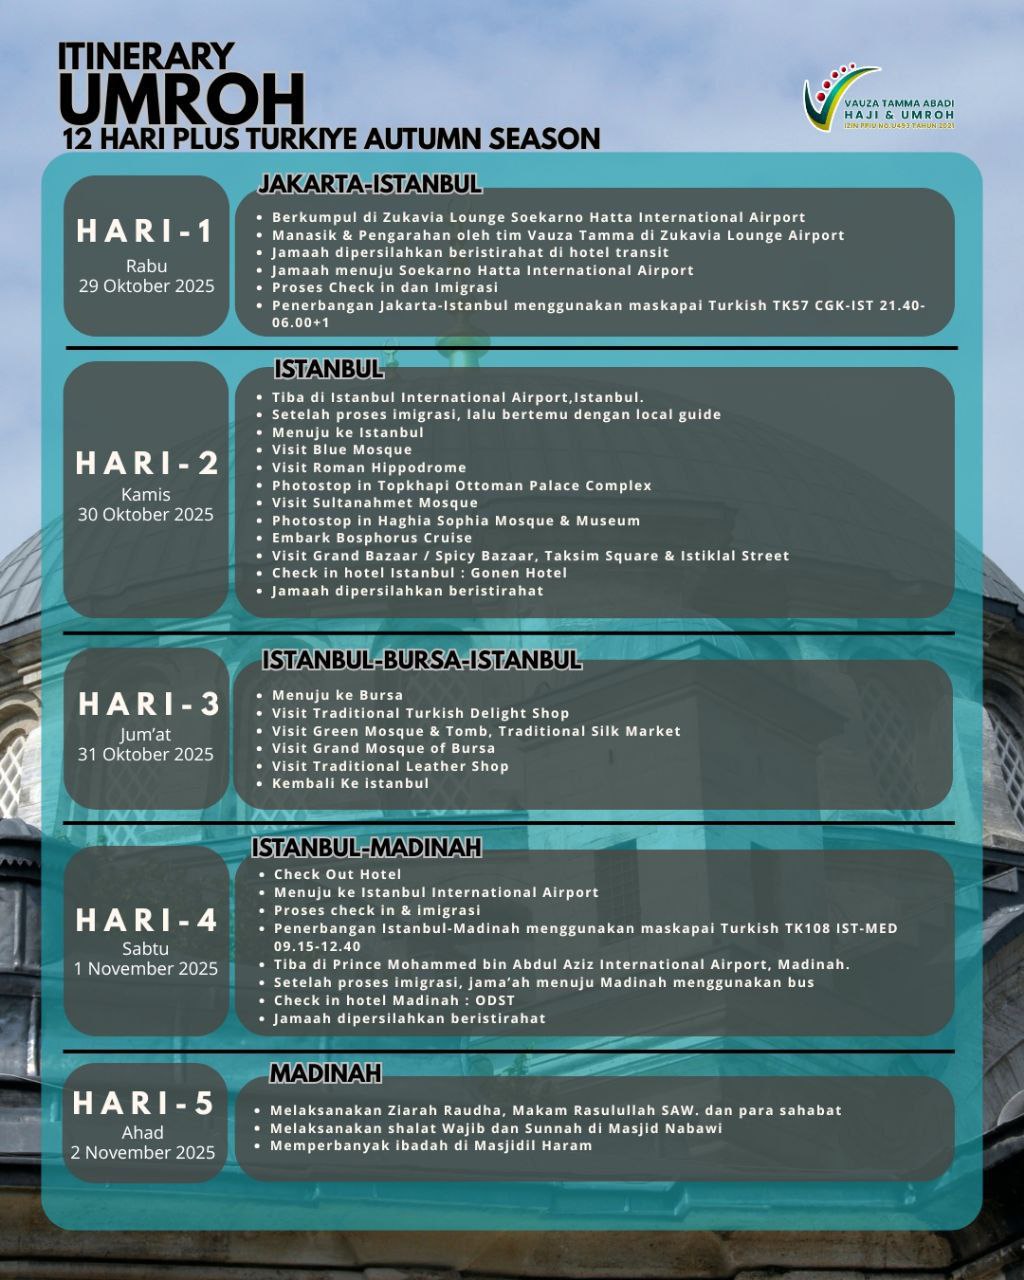 ITINERARY
UMROH
12 HARI PLUS TURKIYE AUTUMN SEASON
VAUZA TAMMA ABADI
HAJI & UMROH
IZIN PPIU NO.U493 TAHUN 2021
JAKARTA-ISTANBUL
HARI-1
Rabu
29 Oktober 2025
• Berkumpul di Zukavia Lounge Soekarno Hatta International Airport
• Manasik & Pengarahan oleh tim Vauza Tamma di Zukavia Lounge Airport
• Jamaah dipersilahkan beristirahat di hotel transit
• Jamaah menuju Soekarno Hatta International Airport
• Proses Check in dan Imigrasi
• Penerbangan Jakarta-Istanbul menggunakan maskapai Turkish TK57 CGK-IST 21.40-
06.00+1
ISTANBUL
HARI-2
Kamis
30 Oktober 2025
• Tiba di Istanbul International Airport,Istanbul.
• Setelah proses imigrasi, lalu bertemu dengan local guide
• Menuju ke Istanbul
• Visit Blue Mosque
• Visit Roman Hippodrome
• Photostop in Topkhapi Ottoman Palace Complex
• Visit Sultanahmet Mosque
• Photostop in Haghia Sophia Mosque & Museum
• Embark Bosphorus Cruise
• Visit Grand Bazaar / Spicy Bazaar, Taksim Square & Istiklal Street
• Check in hotel Istanbul : Gonen Hotel
• Jamaah dipersilahkan beristirahat
ISTANBUL-BURSA-ISTANBUL
HARI-3
Jum'at
31 Oktober 2025
• Menuju ke Bursa
• Visit Traditional Turkish Delight Shop
• Visit Green Mosque & Tomb, Traditional Silk Market
• Visit Grand Mosque of Bursa
• Visit Traditional Leather Shop
• Kembali Ke istanbul
ISTANBUL-MADINAH
HARI-4
Sabtu
1 November 2025
• Check Out Hotel
• Menuju ke Istanbul International Airport
• Proses check in & imigrasi
• Penerbangan Istanbul-Madinah menggunakan maskapai Turkish TK108 IST-MED
09.15-12.40
• Tiba di Prince Mohammed bin Abdul Aziz International Airport, Madinah.
• Setelah proses imigrasi, jama'ah menuju Madinah menggunakan bus
• Check in hotel Madinah : ODST
• Jamaah dipersilahkan beristirahat
MADINAH
HARI-5
Ahad
2 November 2025
• Melaksanakan Ziarah Raudha, Makam Rasulullah SAW. dan para sahabat
• Melaksanakan shalat Wajib dan Sunnah di Masjid Nabawi
• Memperbanyak ibadah di Masjidil Haram